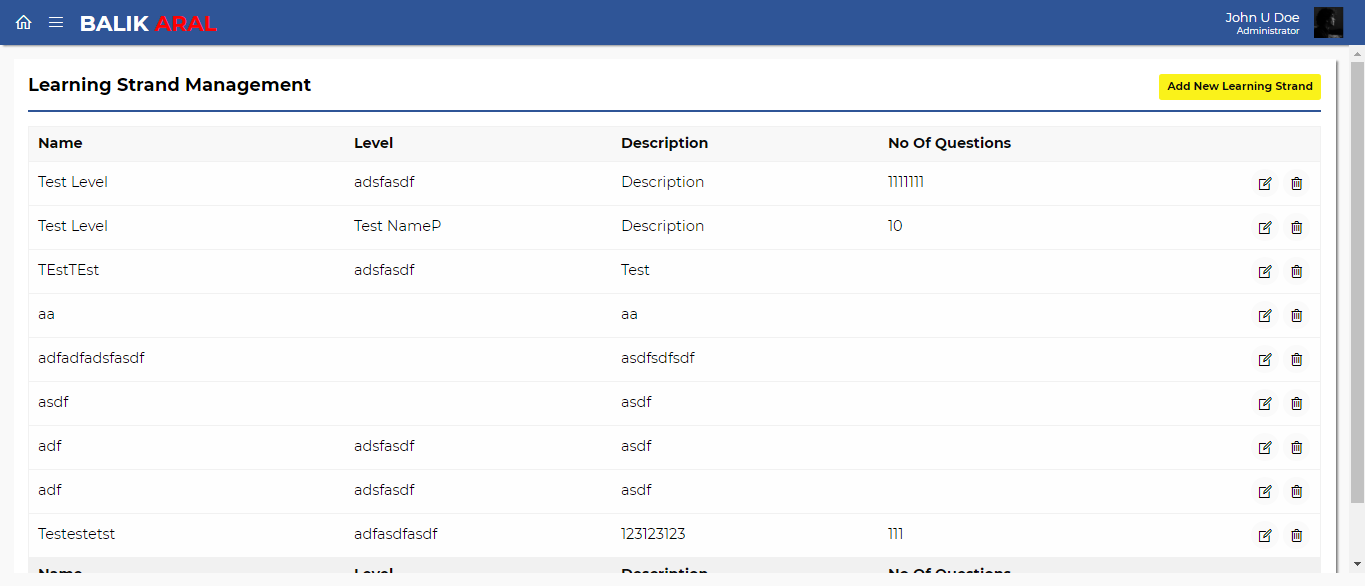 BALIK ARAL
John U Doe
Administrator
Learning Strand Management
Add New Learning Strand
Name Level Description No Of Questions
Test Level adsfasdf Description 1111111
Test Level Test NameP Description 10
TEstTEst adsfasdf Test
aa aa
adfadfadsfasdf asdfsdfsdf
asdf asdf
adf adsfasdf asdf
adf adsfasdf asdf
Testestetst adfasdfasdf 123123123 111
Name Level Description No Of Questions